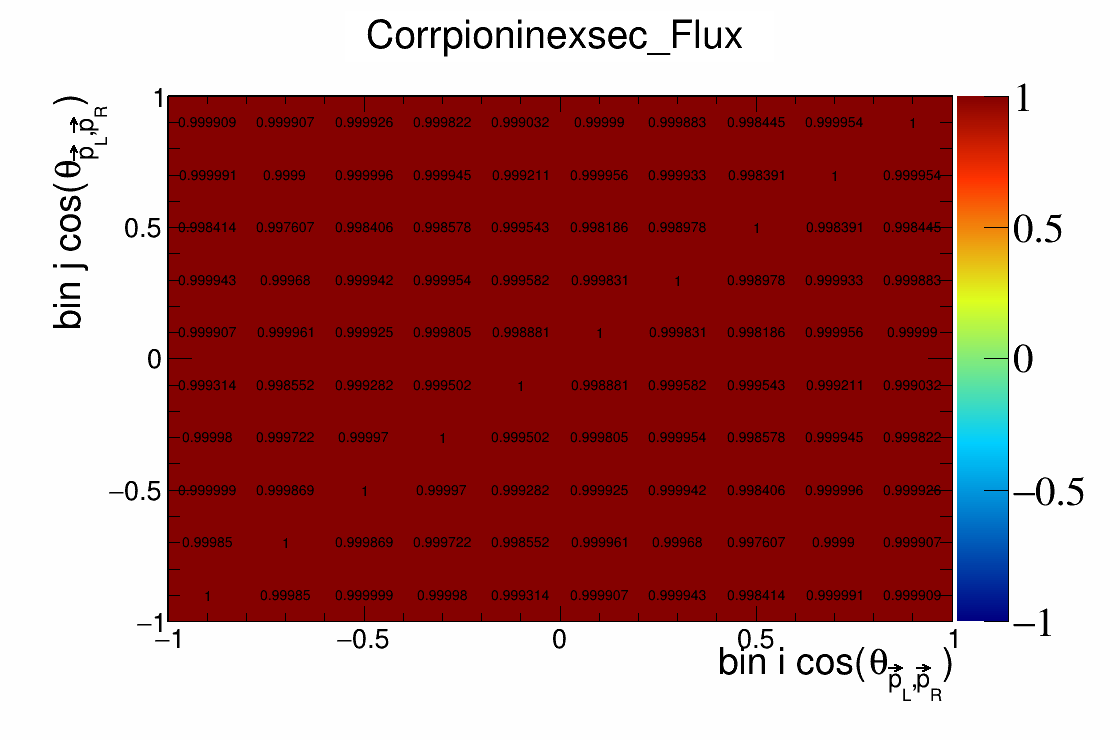 Corrpioninexsec_Flux
bin j cos(θ p⃗_L,p⃗_R)
1 0.999909 0.999907 0.999926 0.999822 0.999032 0.99999 0.999883 0.998445 0.999954 1 1
0.999991 0.9999 0.999996 0.999945 0.999211 0.999956 0.999933 0.998391 1 0.999954
0.5 0.998414 0.997607 0.998406 0.998578 0.999543 0.998186 0.998978 1 0.998391 0.998445 0.5
0.999943 0.99968 0.999942 0.999954 0.999582 0.999831 1 0.998978 0.999933 0.999883
0.999907 0.999961 0.999925 0.999805 0.998881 1 0.999831 0.998186 0.999956 0.99999
0 0
0.999314 0.998552 0.999282 0.999502 1 0.998881 0.999582 0.999543 0.999211 0.999032
0.99998 0.999722 0.99997 1 0.999502 0.999805 0.999954 0.998578 0.999945 0.999822
−0.5 0.999999 0.999869 1 0.99997 0.999282 0.999925 0.999942 0.998406 0.999996 0.999926 −0.5
0.99985 1 0.999869 0.999722 0.998552 0.999961 0.99968 0.997607 0.9999 0.999907
1 0.99985 0.999999 0.99998 0.999314 0.999907 0.999943 0.998414 0.999991 0.999909
−1 −1
−1 −0.5 0 0.5 1
bin i cos(θ p⃗_L,p⃗_R)